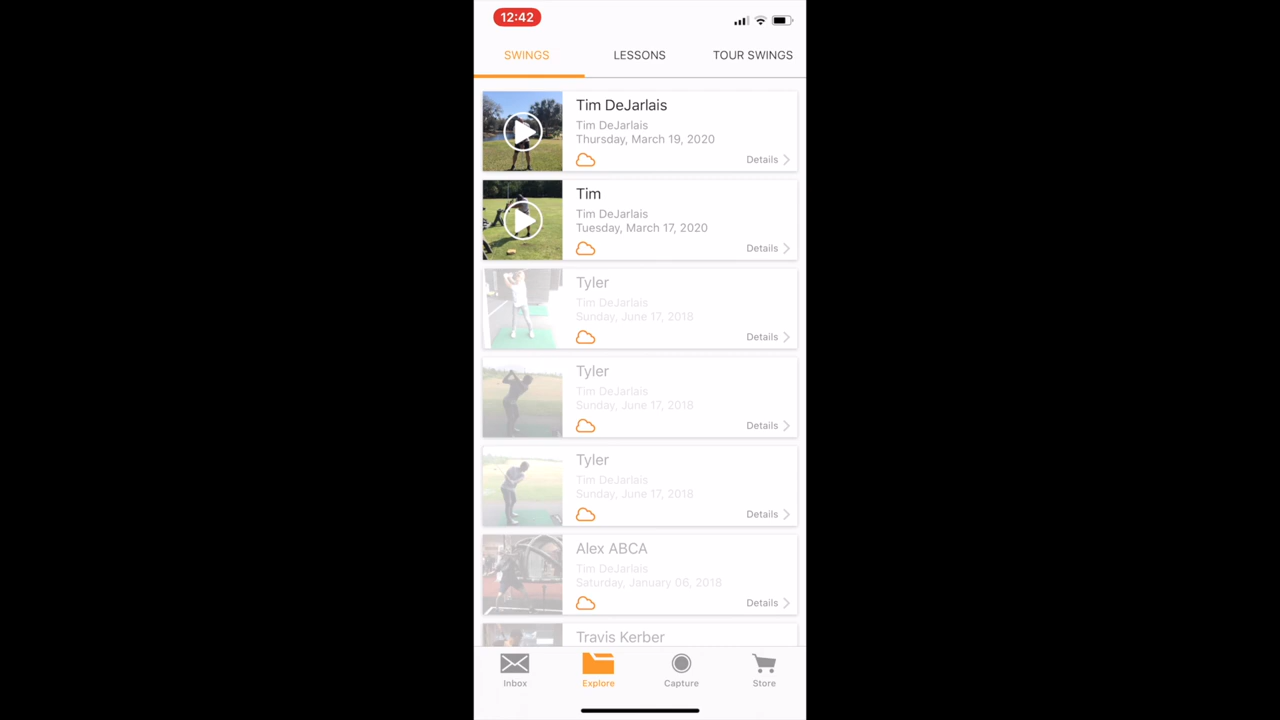 12:42
SWINGS
LESSONS
TOUR SWINGS
Tim DeJarlais
Tim DeJarlais
Thursday, March 19, 2020
Details
Tim
Tim DeJarlais
Tuesday, March 17, 2020
Details
Tyler
Tim DeJarlais
Sunday, June 17, 2018
Details
Tyler
Tim DeJarlais
Sunday, June 17, 2018
Details
Tyler
Tim DeJarlais
Sunday, June 17, 2018
Details
Alex ABCA
Tim DeJarlais
Saturday, January 06, 2018
Details
Travis Kerber
Inbox
Explore
Capture
Store